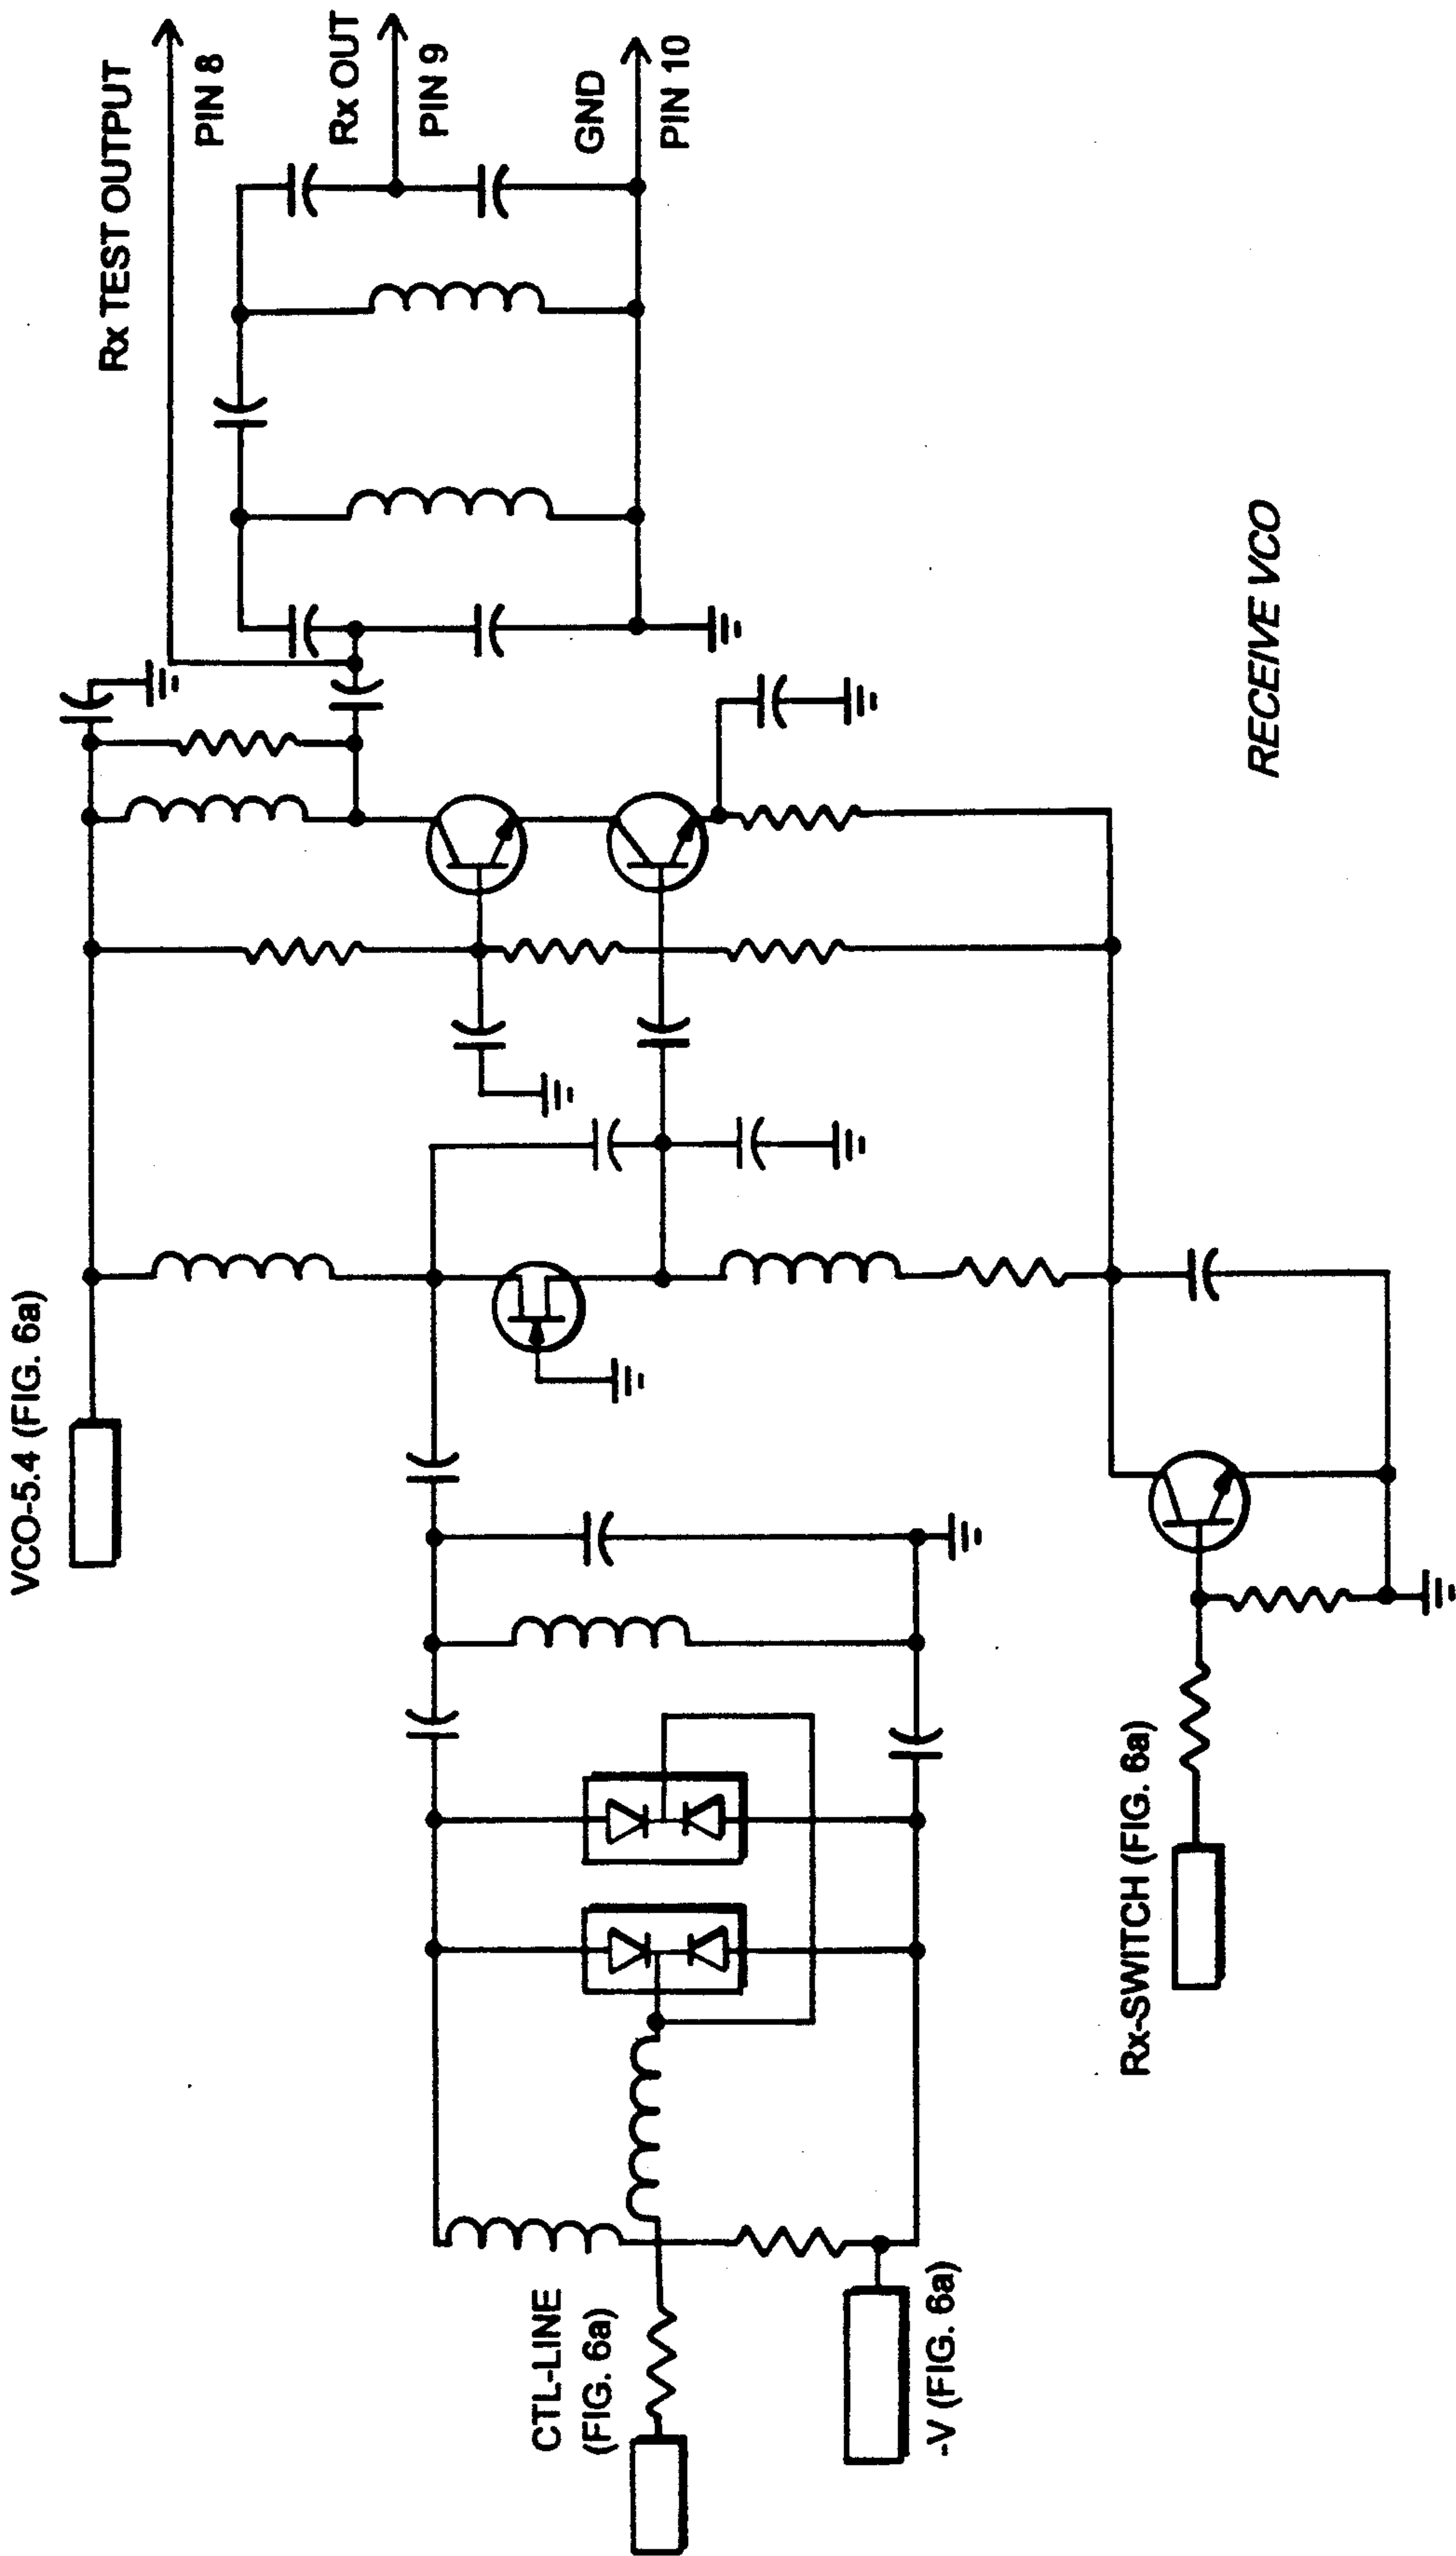 VCO-5.4 (FIG. 6a)
Rx TEST OUTPUT
PIN 8
Rx OUT
PIN 9
GND
PIN 10
CTL-LINE
(FIG. 6a)
-V (FIG. 6a)
Rx-SWITCH (FIG. 6a)
RECEIVE VCO